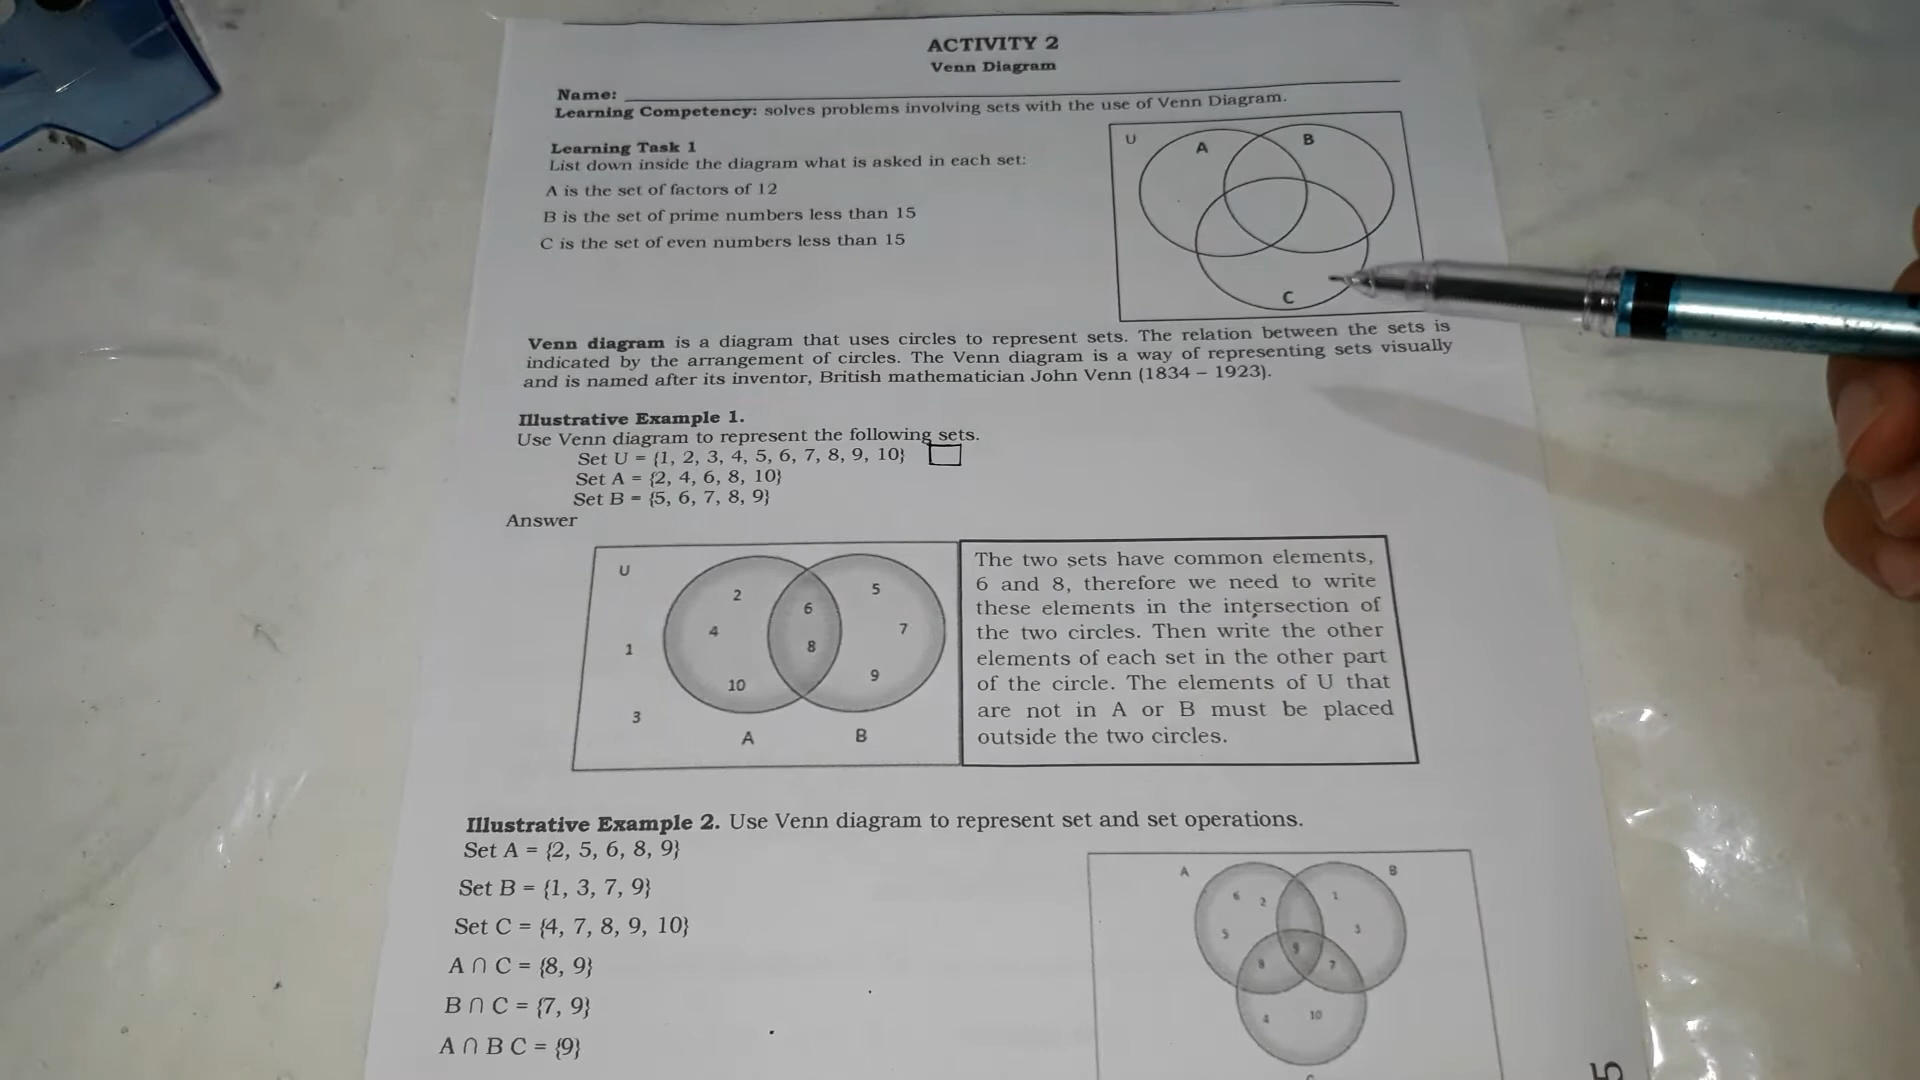 ACTIVITY 2
Venn Diagram
Name:
Learning Competency: solves problems involving sets with the use of Venn Diagram.
Learning Task 1
List down inside the diagram what is asked in each set:
A is the set of factors of 12
B is the set of prime numbers less than 15
C is the set of even numbers less than 15
U
A
B
C
Venn diagram is a diagram that uses circles to represent sets. The relation between the sets is
indicated by the arrangement of circles. The Venn diagram is a way of representing sets visually
and is named after its inventor, British mathematician John Venn (1834 – 1923).
Illustrative Example 1.
Use Venn diagram to represent the following sets.
Set U = {1, 2, 3, 4, 5, 6, 7, 8, 9, 10}
Set A = {2, 4, 6, 8, 10}
Set B = {5, 6, 7, 8, 9}
Answer
U
2
5
6
4
7
1
8
10
9
3
A
B
The two sets have common elements,
6 and 8, therefore we need to write
these elements in the intersection of
the two circles. Then write the other
elements of each set in the other part
of the circle. The elements of U that
are not in A or B must be placed
outside the two circles.
Illustrative Example 2. Use Venn diagram to represent set and set operations.
Set A = {2, 5, 6, 8, 9}
Set B = {1, 3, 7, 9}
Set C = {4, 7, 8, 9, 10}
A ∩ C = {8, 9}
B ∩ C = {7, 9}
A ∩ B C = {9}
A
B
6
2
1
5
3
9
8
7
4
10
5